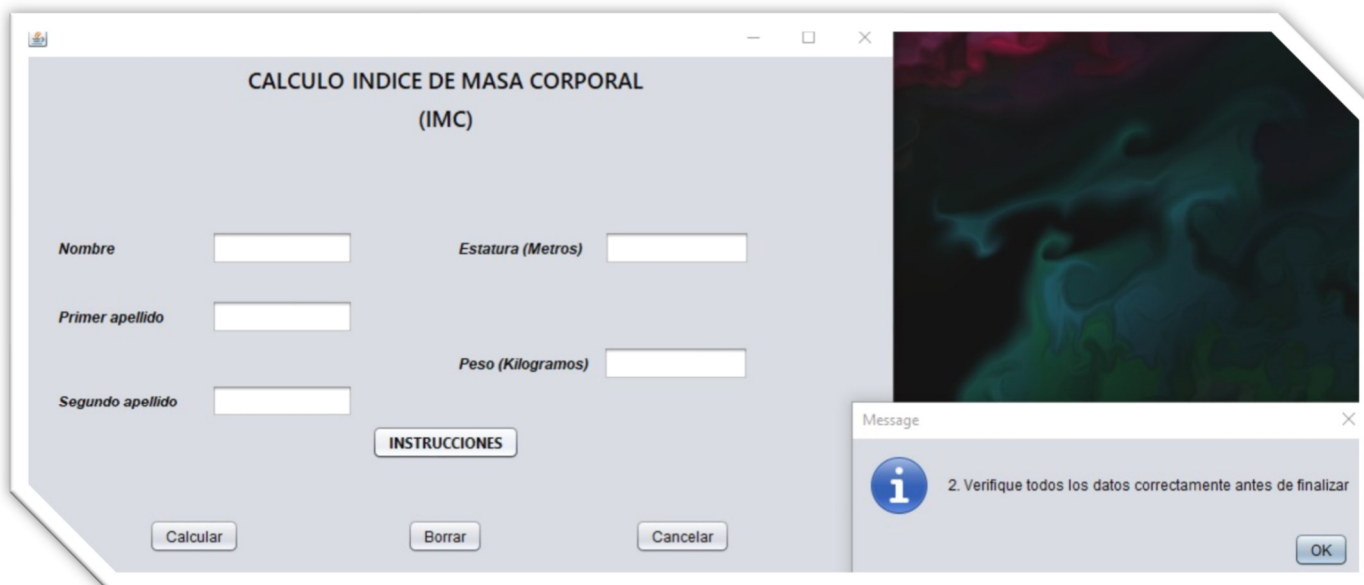 CALCULO INDICE DE MASA CORPORAL
(IMC)
Nombre
Estatura (Metros)
Primer apellido
Peso (Kilogramos)
Segundo apellido
INSTRUCCIONES
Calcular
Borrar
Cancelar
Message
2. Verifique todos los datos correctamente antes de finalizar
OK